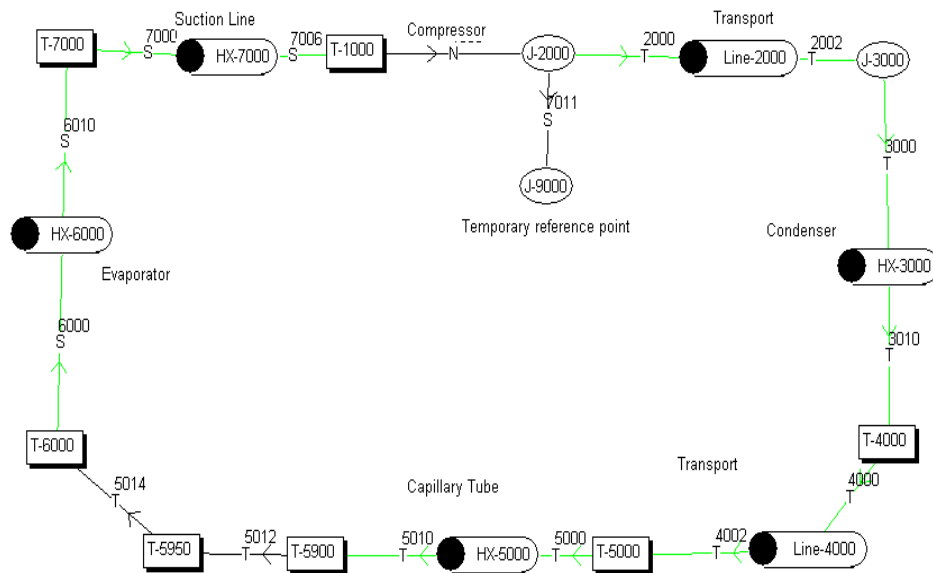 Suction Line
Compressor
Transport
T-7000
7000
S
HX-7000
7006
S
T-1000
N
J-2000
2000
T
Line-2000
2002
T
J-3000
7011
S
6010
S
3000
T
J-9000
Temporary reference point
HX-6000
Evaporator
Condenser
HX-3000
6000
S
3010
T
T-6000
T-4000
5014
T
Capillary Tube
Transport
4000
T
T-5950
5012
T
T-5900
5010
T
HX-5000
5000
T
T-5000
4002
T
Line-4000